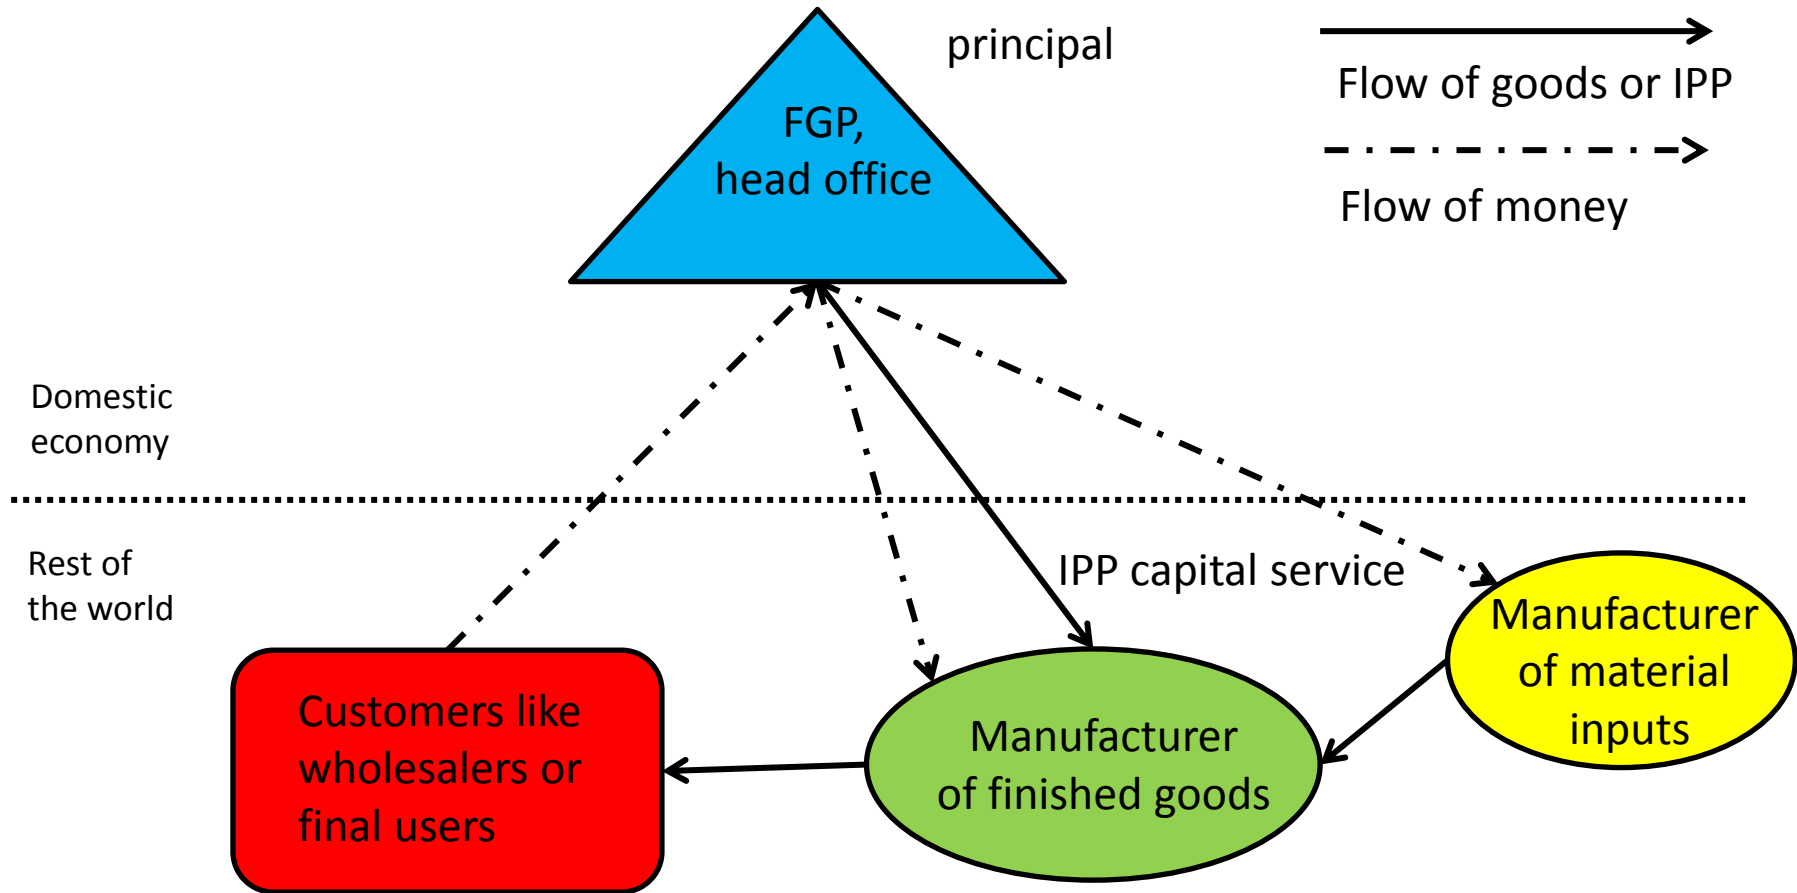 principal
Flow of goods or IPP
Flow of money
FGP,
head office
Domestic
economy
Rest of
the world
IPP capital service
Manufacturer
of material
inputs
Customers like
wholesalers or
final users
Manufacturer
of finished goods